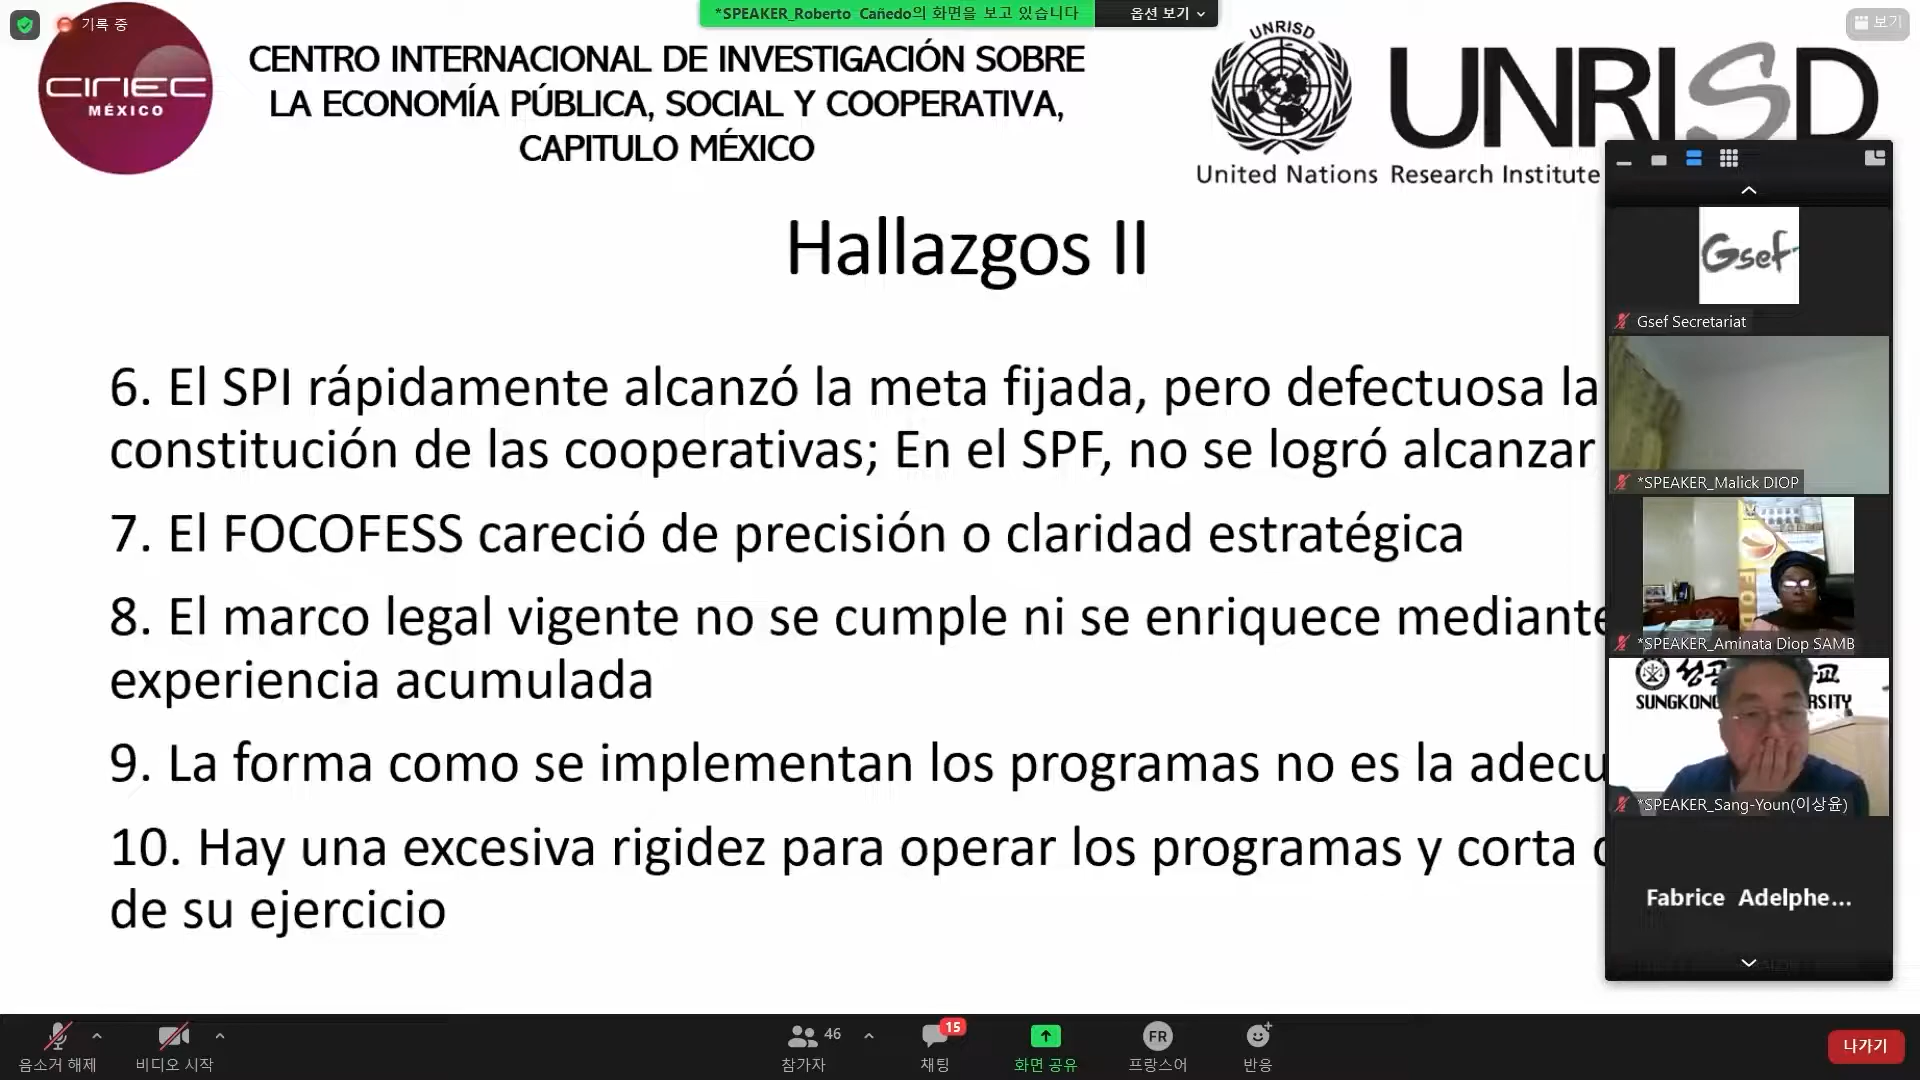 *SPEAKER_Roberto Cañedo의 화면을 보고 있습니다
옵션 보기
기록 중
보기
CIRIEC
MÉXICO
CENTRO INTERNACIONAL DE INVESTIGACIÓN SOBRE
LA ECONOMÍA PÚBLICA, SOCIAL Y COOPERATIVA,
CAPITULO MÉXICO
UNRISD
UNRISD
United Nations Research Institute
Hallazgos II
6. El SPI rápidamente alcanzó la meta fijada, pero defectuosa la
constitución de las cooperativas; En el SPF, no se logró alcanzar
7. El FOCOFESS careció de precisión o claridad estratégica
8. El marco legal vigente no se cumple ni se enriquece mediante
experiencia acumulada
9. La forma como se implementan los programas no es la adecu
10. Hay una excesiva rigidez para operar los programas y corta
de su ejercicio
Gsef
Gsef Secretariat
*SPEAKER_Malick DIOP
*SPEAKER_Aminata Diop SAMB
SUNGKONG
RSITY
*SPEAKER_Sang-Youn(이상윤)
Fabrice Adelphe...
음소거 해제
비디오 시작
46
참가자
15
채팅
화면 공유
FR
프랑스어
반응
나가기